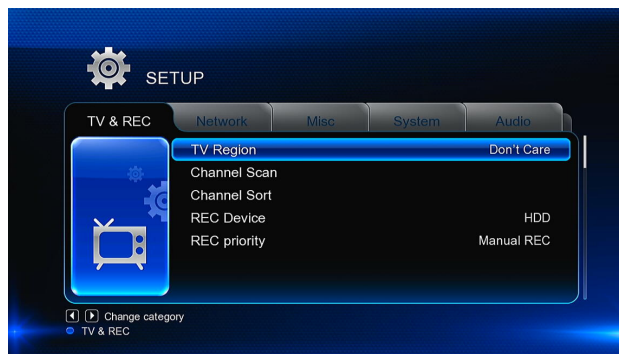 SETUP
TV & REC Network Misc System Audio
TV Region Don't Care
Channel Scan
Channel Sort
REC Device HDD
REC priority Manual REC
Change category
TV & REC